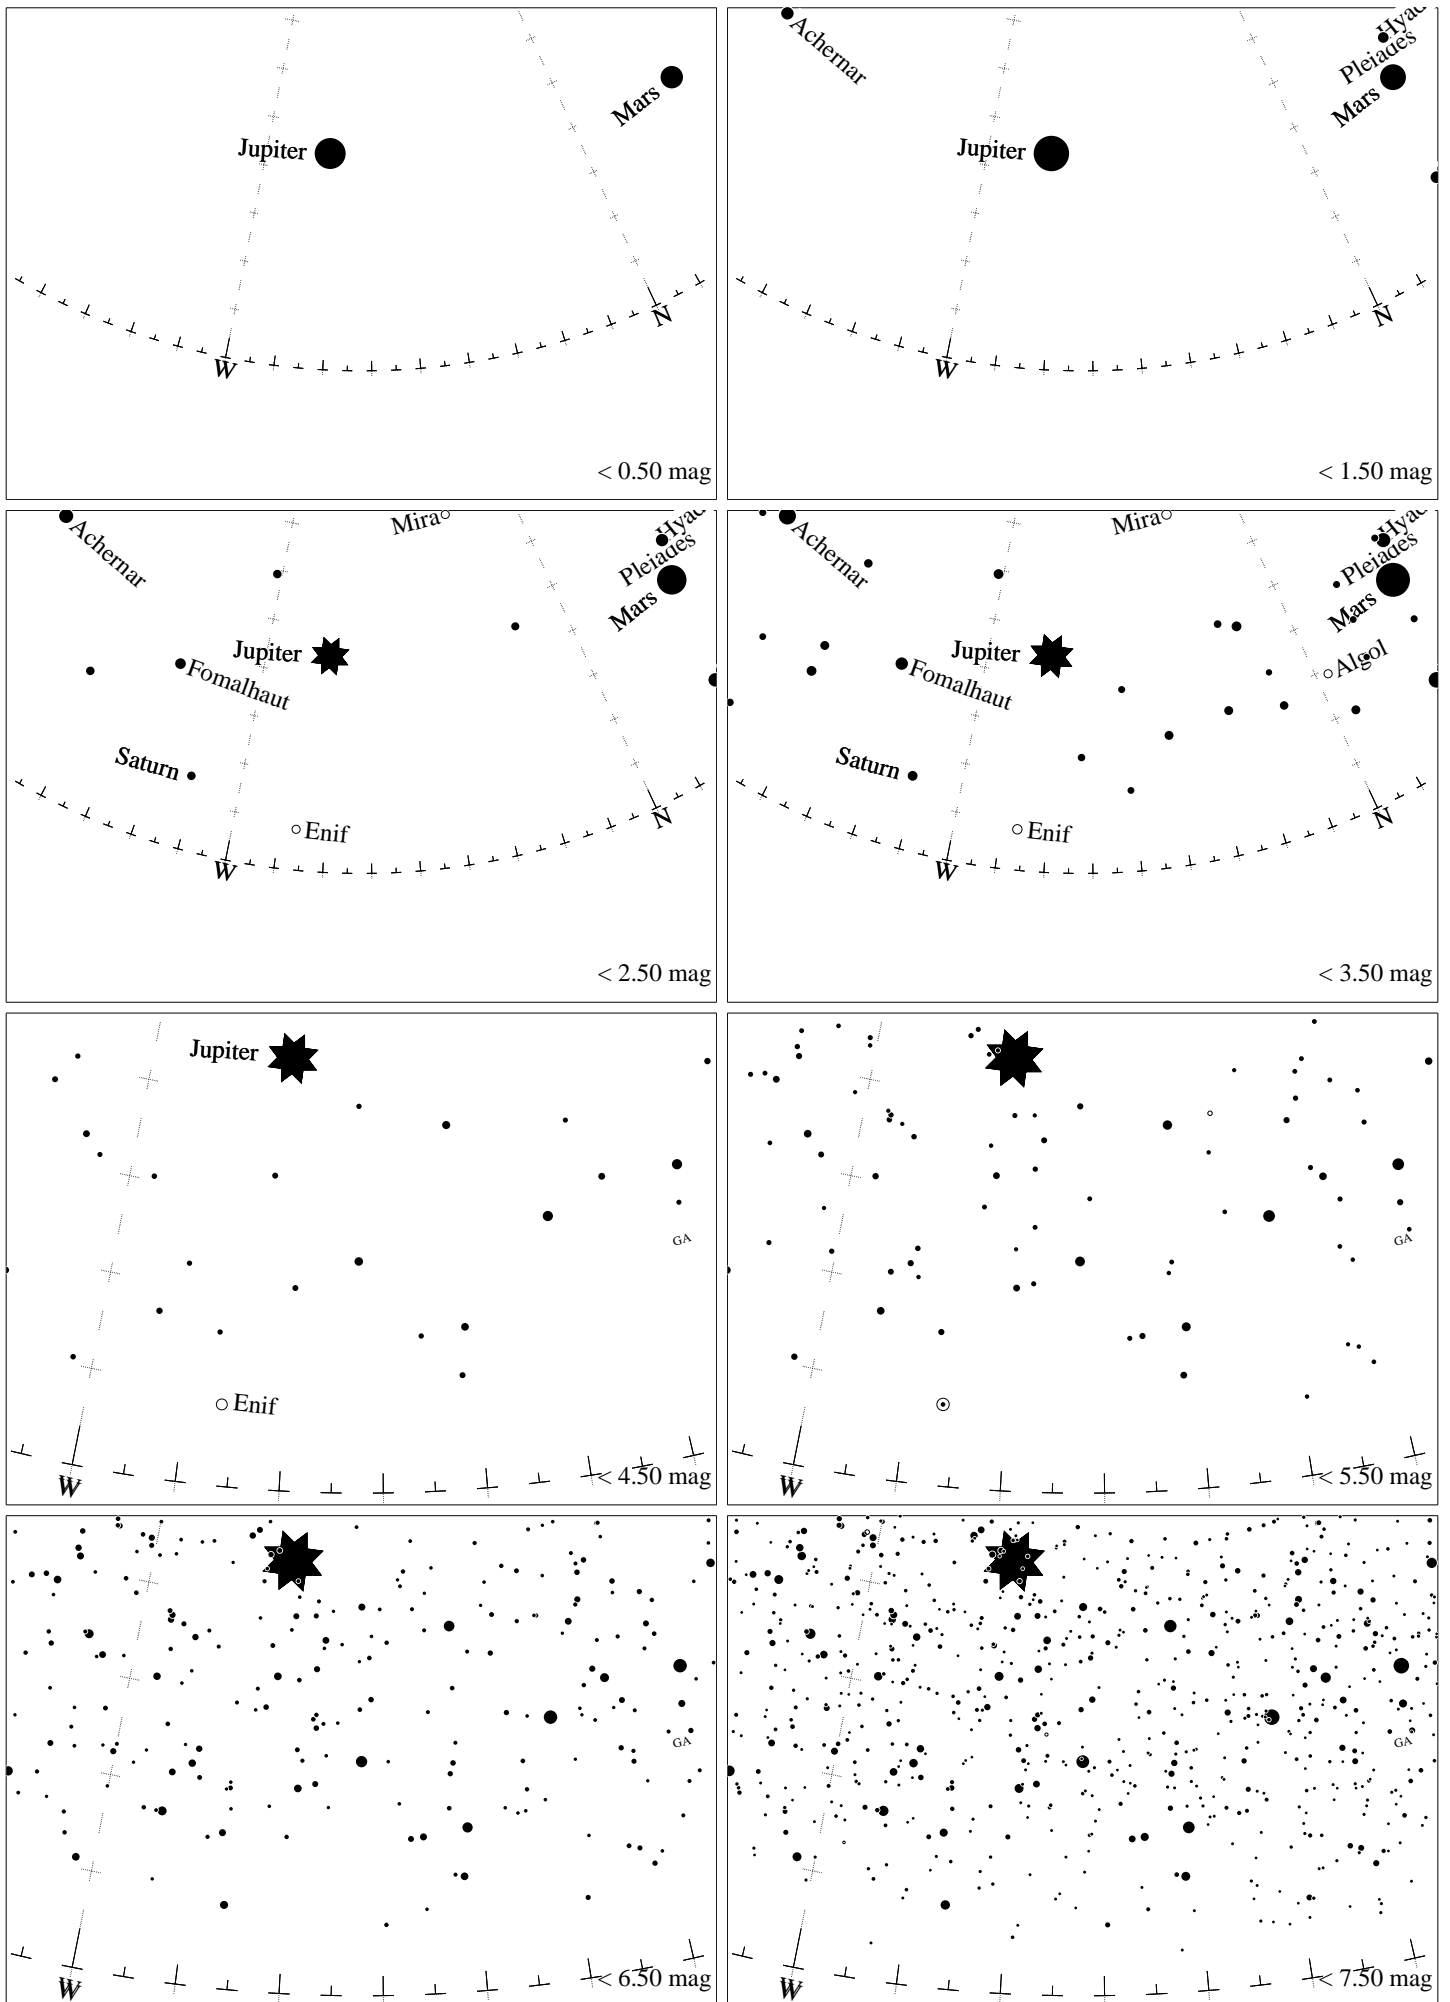 Jupiter
Mars
W
N
< 0.50 mag
Achernar
Pleiades
Mars
Jupiter
W
N
< 1.50 mag
Achernar
Mira
Pleiades
Mars
Jupiter
Fomalhaut
Saturn
Enif
W
N
< 2.50 mag
Achernar
Mira
Pleiades
Mars
Jupiter
Fomalhaut
Algol
Saturn
Enif
W
N
< 3.50 mag
Jupiter
GA
Enif
W
< 4.50 mag
GA
W
< 5.50 mag
GA
W
< 6.50 mag
GA
W
< 7.50 mag